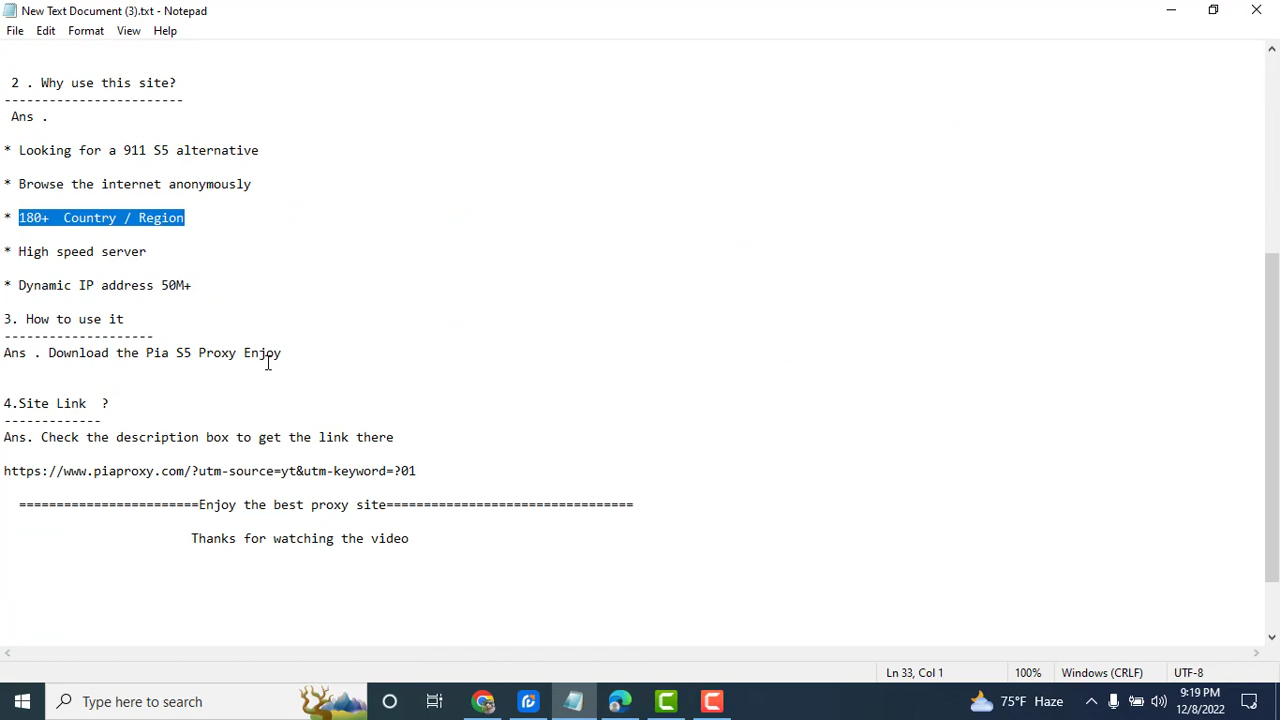 New Text Document (3).txt - Notepad
File Edit Format View Help
2 . Why use this site?
------------------------
Ans .
* Looking for a 911 S5 alternative
* Browse the internet anonymously
* 180+  Country / Region
* High speed server
* Dynamic IP address 50M+
3. How to use it
--------------------
Ans . Download the Pia S5 Proxy Enjoy
4.Site Link  ?
-------------
Ans. Check the description box to get the link there
https://www.piaproxy.com/?utm-source=yt&utm-keyword=?01
========================Enjoy the best proxy site=================================
Thanks for watching the video
Ln 33, Col 1 100% Windows (CRLF) UTF-8
Type here to search
75°F Haze
9:19 PM
12/8/2022